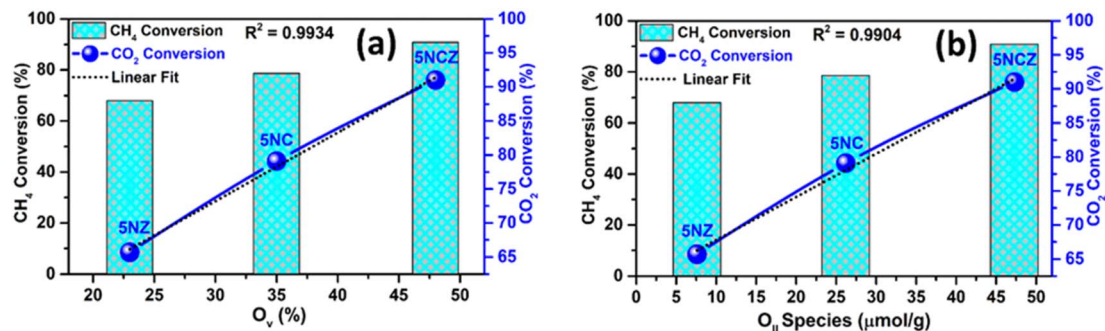 CH₄ Conversion R² = 0.9934
(a)
CO₂ Conversion
Linear Fit
5NZ
5NC
5NCZ
CH₄ Conversion (%)
0
20
40
60
80
100
CO₂ Conversion (%)
65
70
75
80
85
90
95
100
20 25 30 35 40 45 50
Oᵥ (%)
CH₄ Conversion R² = 0.9904
(b)
CO₂ Conversion
Linear Fit
5NZ
5NC
5NCZ
CH₄ Conversion (%)
0
20
40
60
80
100
CO₂ Conversion (%)
65
70
75
80
85
90
95
100
0 5 10 15 20 25 30 35 40 45 50
O_II Species (μmol/g)